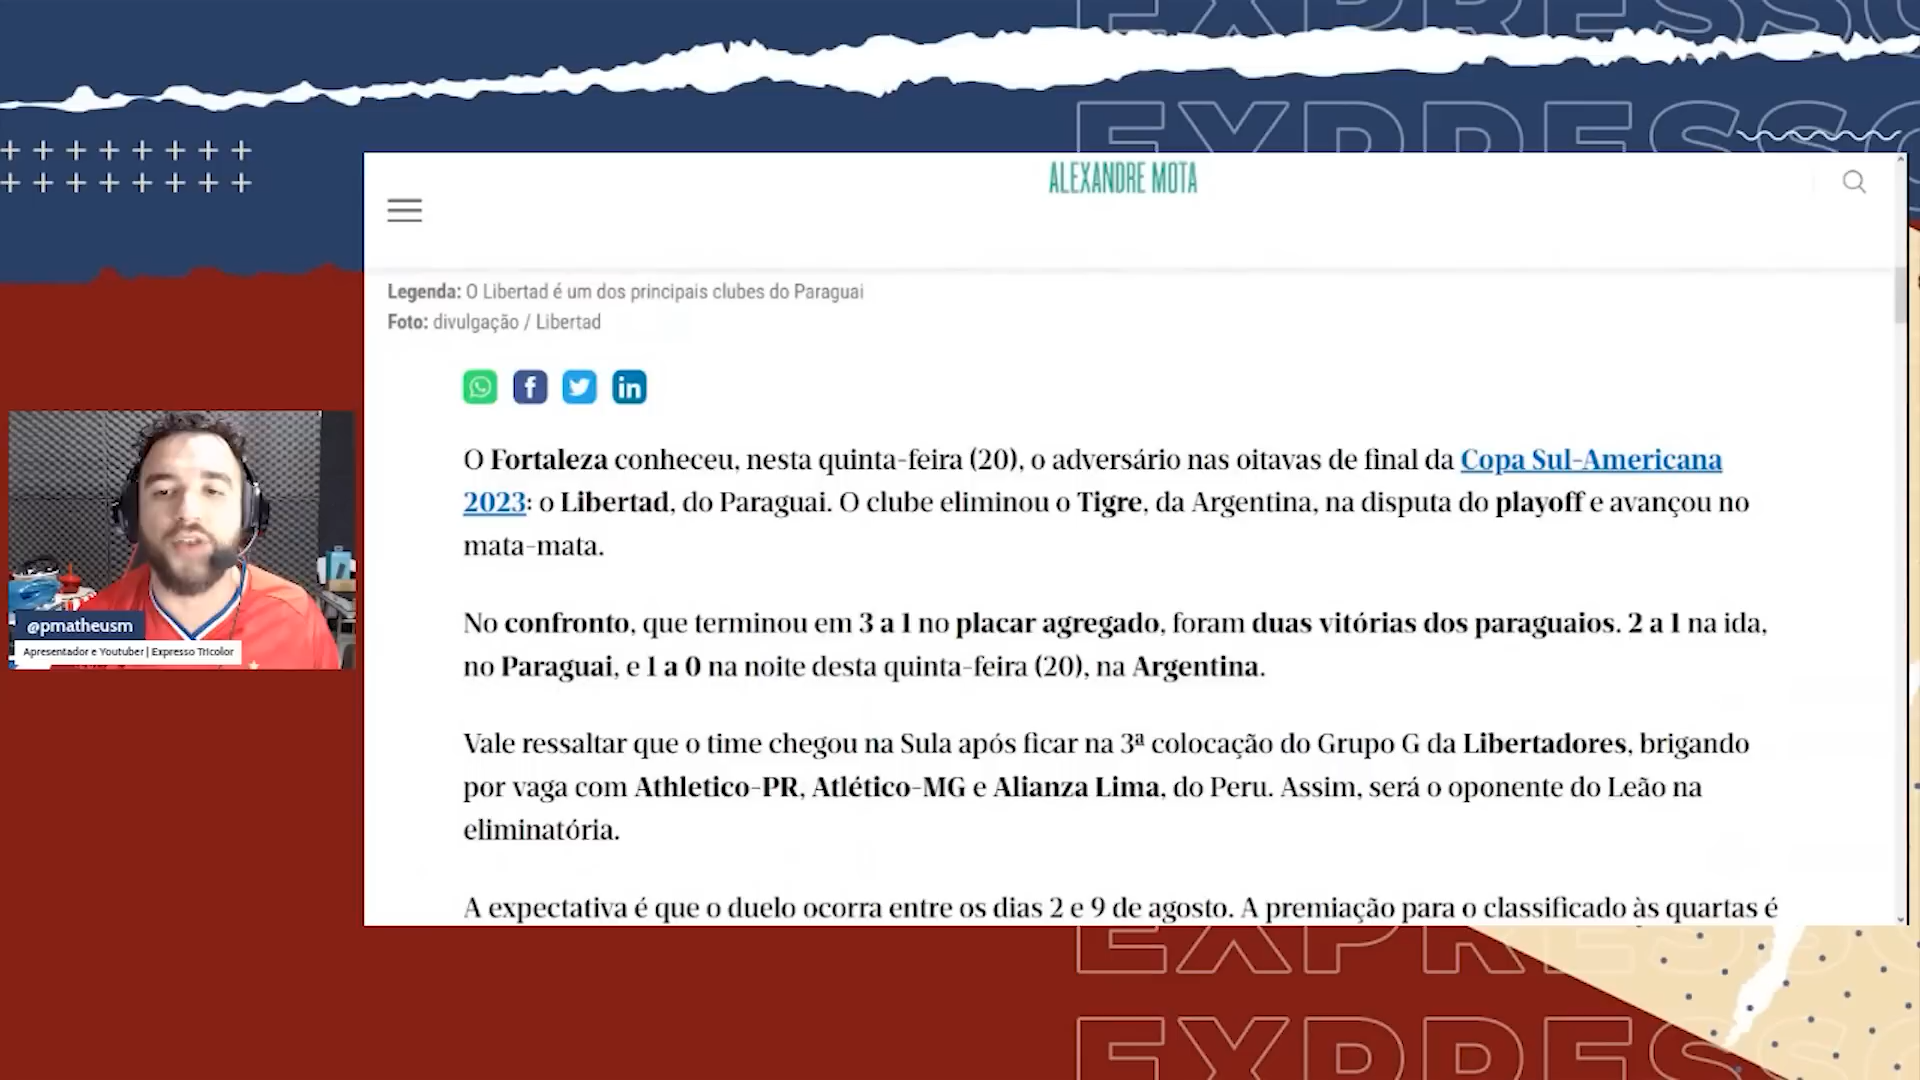 EXPRESSO
EXPRESSO
ALEXANDRE MOTA
Legenda: O Libertad é um dos principais clubes do Paraguai
Foto: divulgação / Libertad
O Fortaleza conheceu, nesta quinta-feira (20), o adversário nas oitavas de final da Copa Sul-Americana
2023: o Libertad, do Paraguai. O clube eliminou o Tigre, da Argentina, na disputa do playoff e avançou no
mata-mata.
No confronto, que terminou em 3 a 1 no placar agregado, foram duas vitórias dos paraguaios. 2 a 1 na ida,
no Paraguai, e 1 a 0 na noite desta quinta-feira (20), na Argentina.
Vale ressaltar que o time chegou na Sula após ficar na 3ª colocação do Grupo G da Libertadores, brigando
por vaga com Athletico-PR, Atlético-MG e Alianza Lima, do Peru. Assim, será o oponente do Leão na
eliminatória.
A expectativa é que o duelo ocorra entre os dias 2 e 9 de agosto. A premiação para o classificado às quartas é
@pmatheusm
Apresentador e Youtuber | Expresso Tricolor
EXPRESSO
EXPRESSO